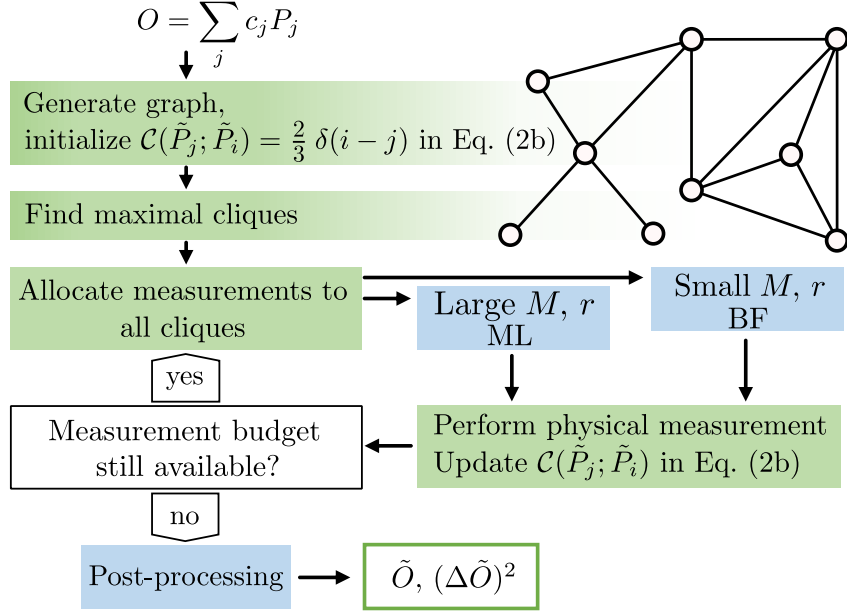 O = ∑_j c_j P_j
Generate graph,
initialize 𝒞(P̃_j; P̃_i) = 2/3 δ(i − j) in Eq. (2b)
Find maximal cliques
Allocate measurements to
all cliques
Large M, r
ML
Small M, r
BF
yes
Measurement budget
still available?
Perform physical measurement
Update 𝒞(P̃_j; P̃_i) in Eq. (2b)
no
Post-processing
Õ, (ΔÕ)²